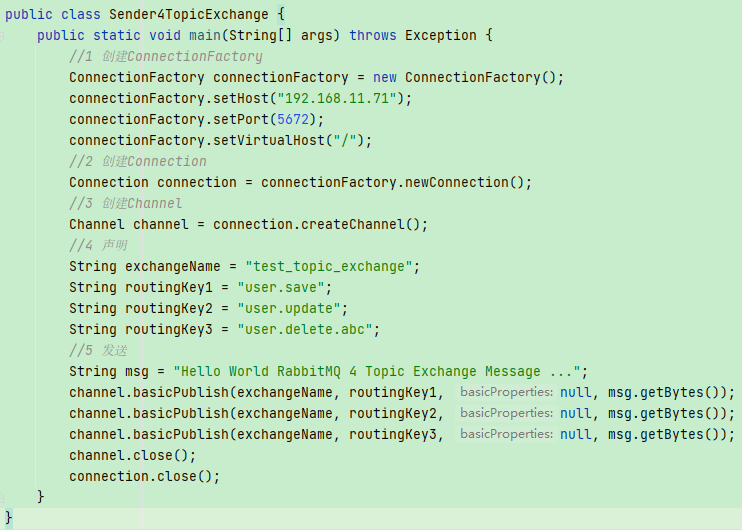 public class Sender4TopicExchange {
    public static void main(String[] args) throws Exception {
        //1 创建ConnectionFactory
        ConnectionFactory connectionFactory = new ConnectionFactory();
        connectionFactory.setHost("192.168.11.71");
        connectionFactory.setPort(5672);
        connectionFactory.setVirtualHost("/");
        //2 创建Connection
        Connection connection = connectionFactory.newConnection();
        //3 创建Channel
        Channel channel = connection.createChannel();
        //4 声明
        String exchangeName = "test_topic_exchange";
        String routingKey1 = "user.save";
        String routingKey2 = "user.update";
        String routingKey3 = "user.delete.abc";
        //5 发送
        String msg = "Hello World RabbitMQ 4 Topic Exchange Message ...";
        channel.basicPublish(exchangeName, routingKey1, basicProperties: null, msg.getBytes());
        channel.basicPublish(exchangeName, routingKey2, basicProperties: null, msg.getBytes());
        channel.basicPublish(exchangeName, routingKey3, basicProperties: null, msg.getBytes());
        channel.close();
        connection.close();
    }
}